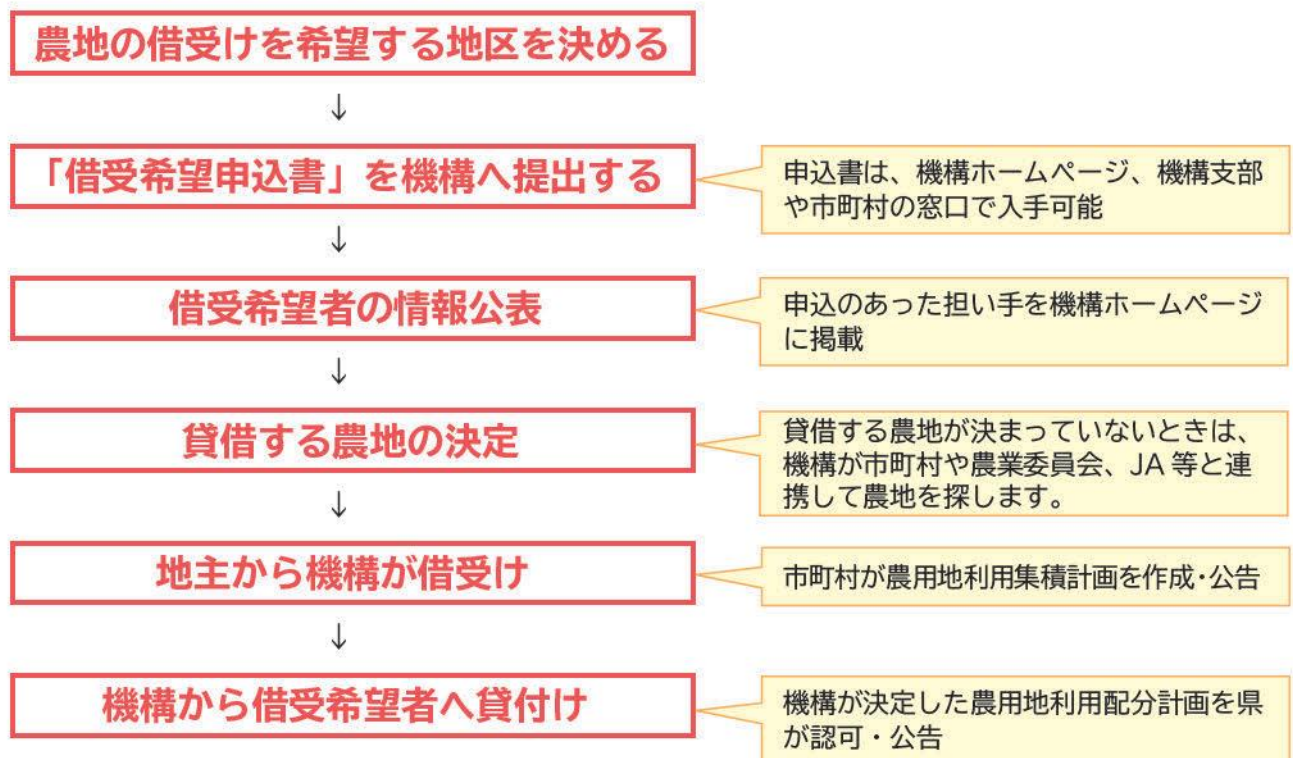 農地の借受けを希望する地区を決める
↓
「借受希望申込書」を機構へ提出する
申込書は、機構ホームページ、機構支部
や市町村の窓口で入手可能
↓
借受希望者の情報公表
申込のあった担い手を機構ホームページ
に掲載
↓
貸借する農地の決定
貸借する農地が決まっていないときは、
機構が市町村や農業委員会、JA 等と連
携して農地を探します。
↓
地主から機構が借受け
市町村が農用地利用集積計画を作成・公告
↓
機構から借受希望者へ貸付け
機構が決定した農用地利用配分計画を県
が認可・公告